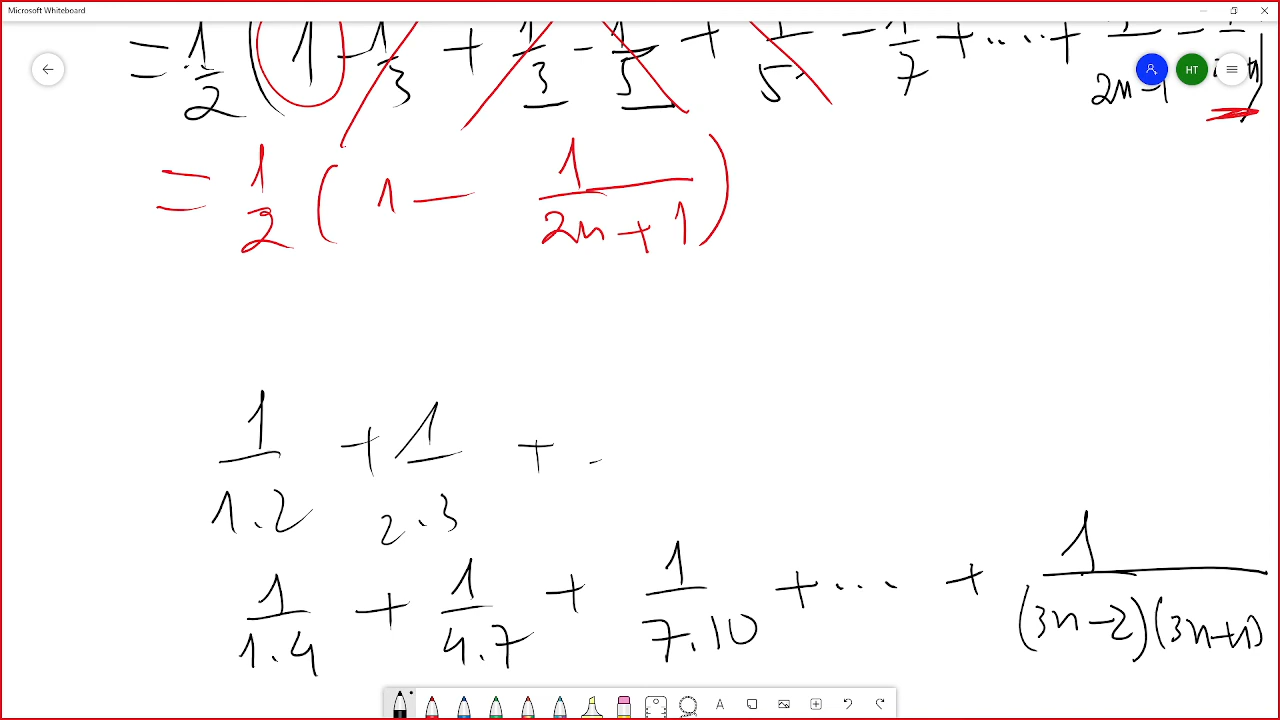 Microsoft Whiteboard
= 1/2 ( 1 - 1/3 + 1/3 - 1/5 + 1/5 - 1/7 + ... + 1/(2n-1) -
HT
= 1/2 ( 1 - 1/(2n+1) )
1/(1.2) + 1/(2.3) + .
1/(1.4) + 1/(4.7) + 1/(7.10) + ... + 1/((3n-2)(3n+1))
A